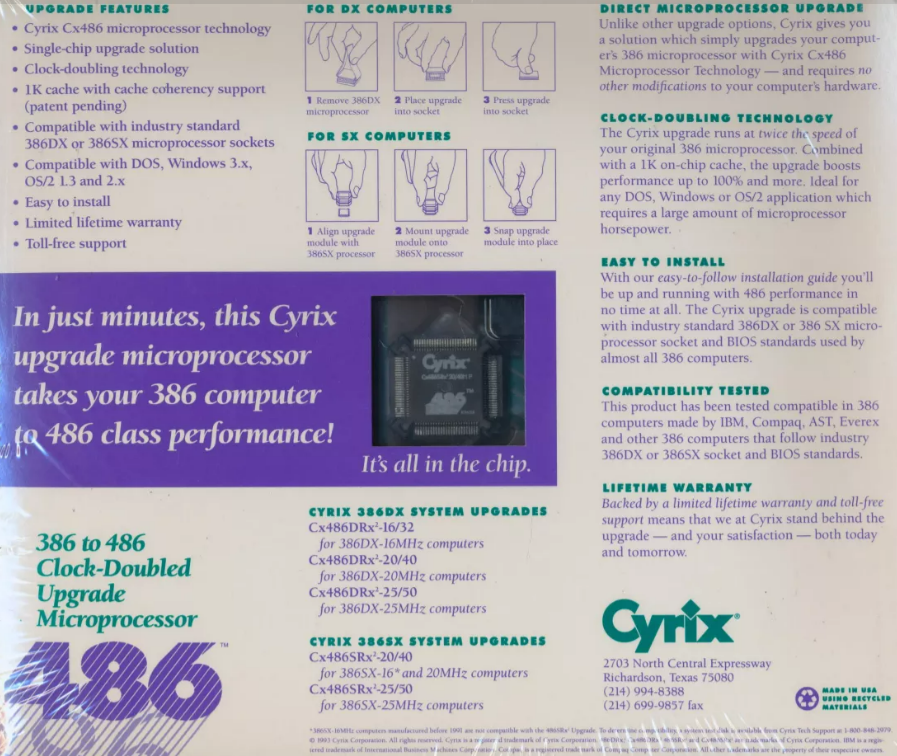 UPGRADE FEATURES
• Cyrix Cx486 microprocessor technology
• Single-chip upgrade solution
• Clock-doubling technology
• 1K cache with cache coherency support
(patent pending)
• Compatible with industry standard
386DX or 386SX microprocessor sockets
• Compatible with DOS, Windows 3.x,
OS/2 1.3 and 2.x
• Easy to install
• Limited lifetime warranty
• Toll-free support
FOR DX COMPUTERS
1 Remove 386DX
microprocessor
2 Place upgrade
into socket
3 Press upgrade
into socket
FOR SX COMPUTERS
1 Align upgrade
module with
386SX processor
2 Mount upgrade
module onto
386SX processor
3 Snap upgrade
module into place
In just minutes, this Cyrix
upgrade microprocessor
takes your 386 computer
to 486 class performance!
Cyrix
486
It's all in the chip.
386 to 486
Clock-Doubled
Upgrade
Microprocessor
486™
CYRIX 386DX SYSTEM UPGRADES
Cx486DRx²-16/32
for 386DX-16MHz computers
Cx486DRx²-20/40
for 386DX-20MHz computers
Cx486DRx²-25/50
for 386DX-25MHz computers
CYRIX 386SX SYSTEM UPGRADES
Cx486SRx²-20/40
for 386SX-16* and 20MHz computers
Cx486SRx²-25/50
for 386SX-25MHz computers
DIRECT MICROPROCESSOR UPGRADE
Unlike other upgrade options, Cyrix gives you
a solution which simply upgrades your comput-
er's 386 microprocessor with Cyrix Cx486
Microprocessor Technology — and requires no
other modifications to your computer's hardware.
CLOCK-DOUBLING TECHNOLOGY
The Cyrix upgrade runs at twice the speed of
your original 386 microprocessor. Combined
with a 1K on-chip cache, the upgrade boosts
performance up to 100% and more. Ideal for
any DOS, Windows or OS/2 application which
requires a large amount of microprocessor
horsepower.
EASY TO INSTALL
With our easy-to-follow installation guide you'll
be up and running with 486 performance in
no time at all. The Cyrix upgrade is compatible
with industry standard 386DX or 386 SX micro-
processor socket and BIOS standards used by
almost all 386 computers.
COMPATIBILITY TESTED
This product has been tested compatible in 386
computers made by IBM, Compaq, AST, Everex
and other 386 computers that follow industry
386DX or 386SX socket and BIOS standards.
LIFETIME WARRANTY
Backed by a limited lifetime warranty and toll-free
support means that we at Cyrix stand behind the
upgrade — and your satisfaction — both today
and tomorrow.
Cyrix®
2703 North Central Expressway
Richardson, Texas 75080
(214) 994-8388
(214) 699-9857 fax
MADE IN USA
USING RECYCLED
MATERIALS
*386SX-16MHz computers manufactured before 1991 are not compatible with the 486SRx² Upgrade. To determine compatibility a system test disk is available from Cyrix Tech Support at 1-800-848-2979.
© 1993 Cyrix Corporation. All rights reserved. Cyrix is a registered trademark of Cyrix Corporation. trademarks of Cyrix Corporation. IBM is a regis-
tered trademark of International Business Machines Corporation. Compaq is a registered trade mark of Compaq Computer Corporation. All other trademarks are the property of their respective owners.